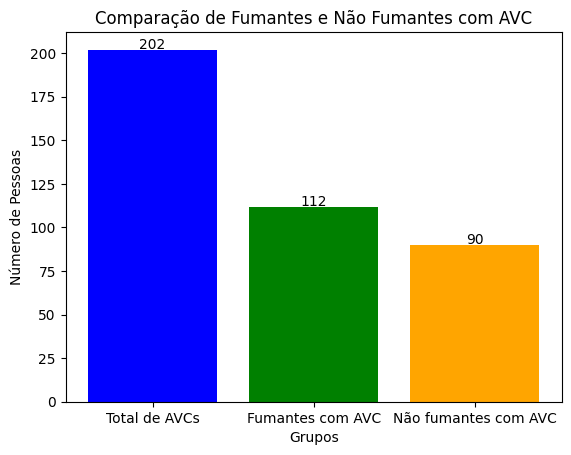 Comparação de Fumantes e Não Fumantes com AVC
202
200
175
150
125
100
75
50
25
0
112
90
Número de Pessoas
Total de AVCs
Fumantes com AVC
Não fumantes com AVC
Grupos